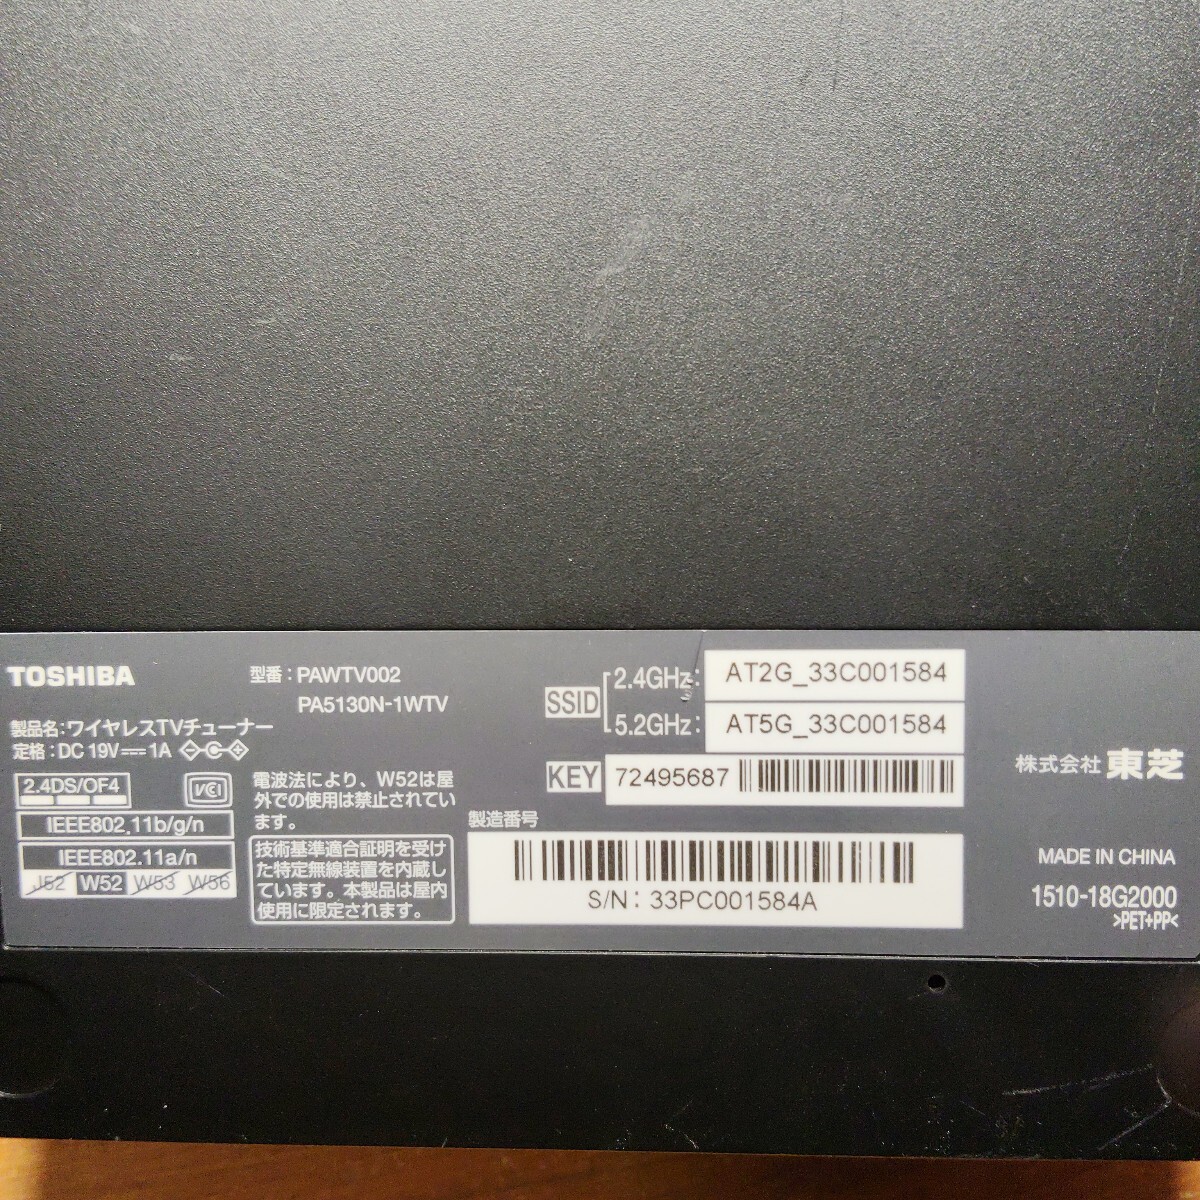 TOSHIBA
型番：PAWTV002
PA5130N-1WTV
製品名：ワイヤレスTVチューナー
定格：DC 19V⎓1A
2.4DS/OF4
VCI
IEEE802.11b/g/n
IEEE802.11a/n
J52 W52 W53 W56
電波法により、W52は屋
外での使用は禁止されてい
ます。
技術基準適合証明を受け
た特定無線装置を内蔵し
ています。本製品は屋内
使用に限定されます。
SSID
2.4GHz： AT2G_33C001584
5.2GHz： AT5G_33C001584
KEY 72495687
製造番号
S/N: 33PC001584A
株式会社 東芝
MADE IN CHINA
1510-18G2000
>PET+PP<